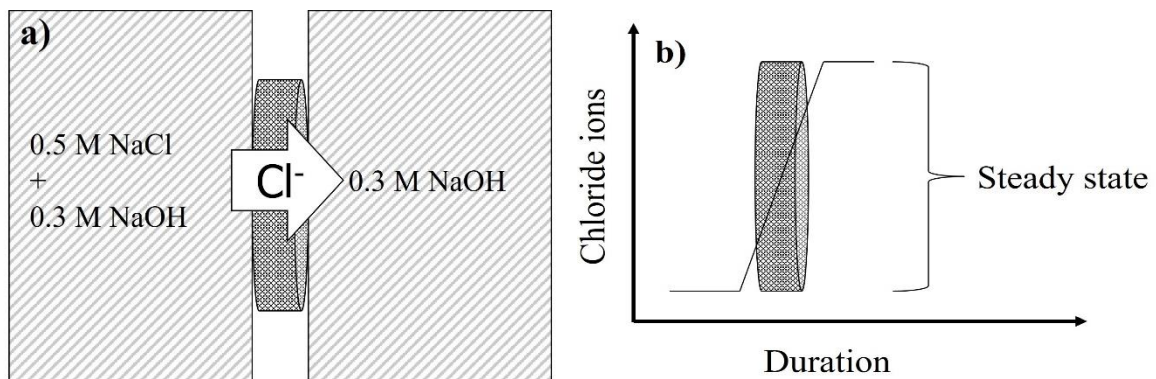 a)
0.5 M NaCl
+
0.3 M NaOH
Cl-
0.3 M NaOH
b)
Chloride ions
Steady state
Duration